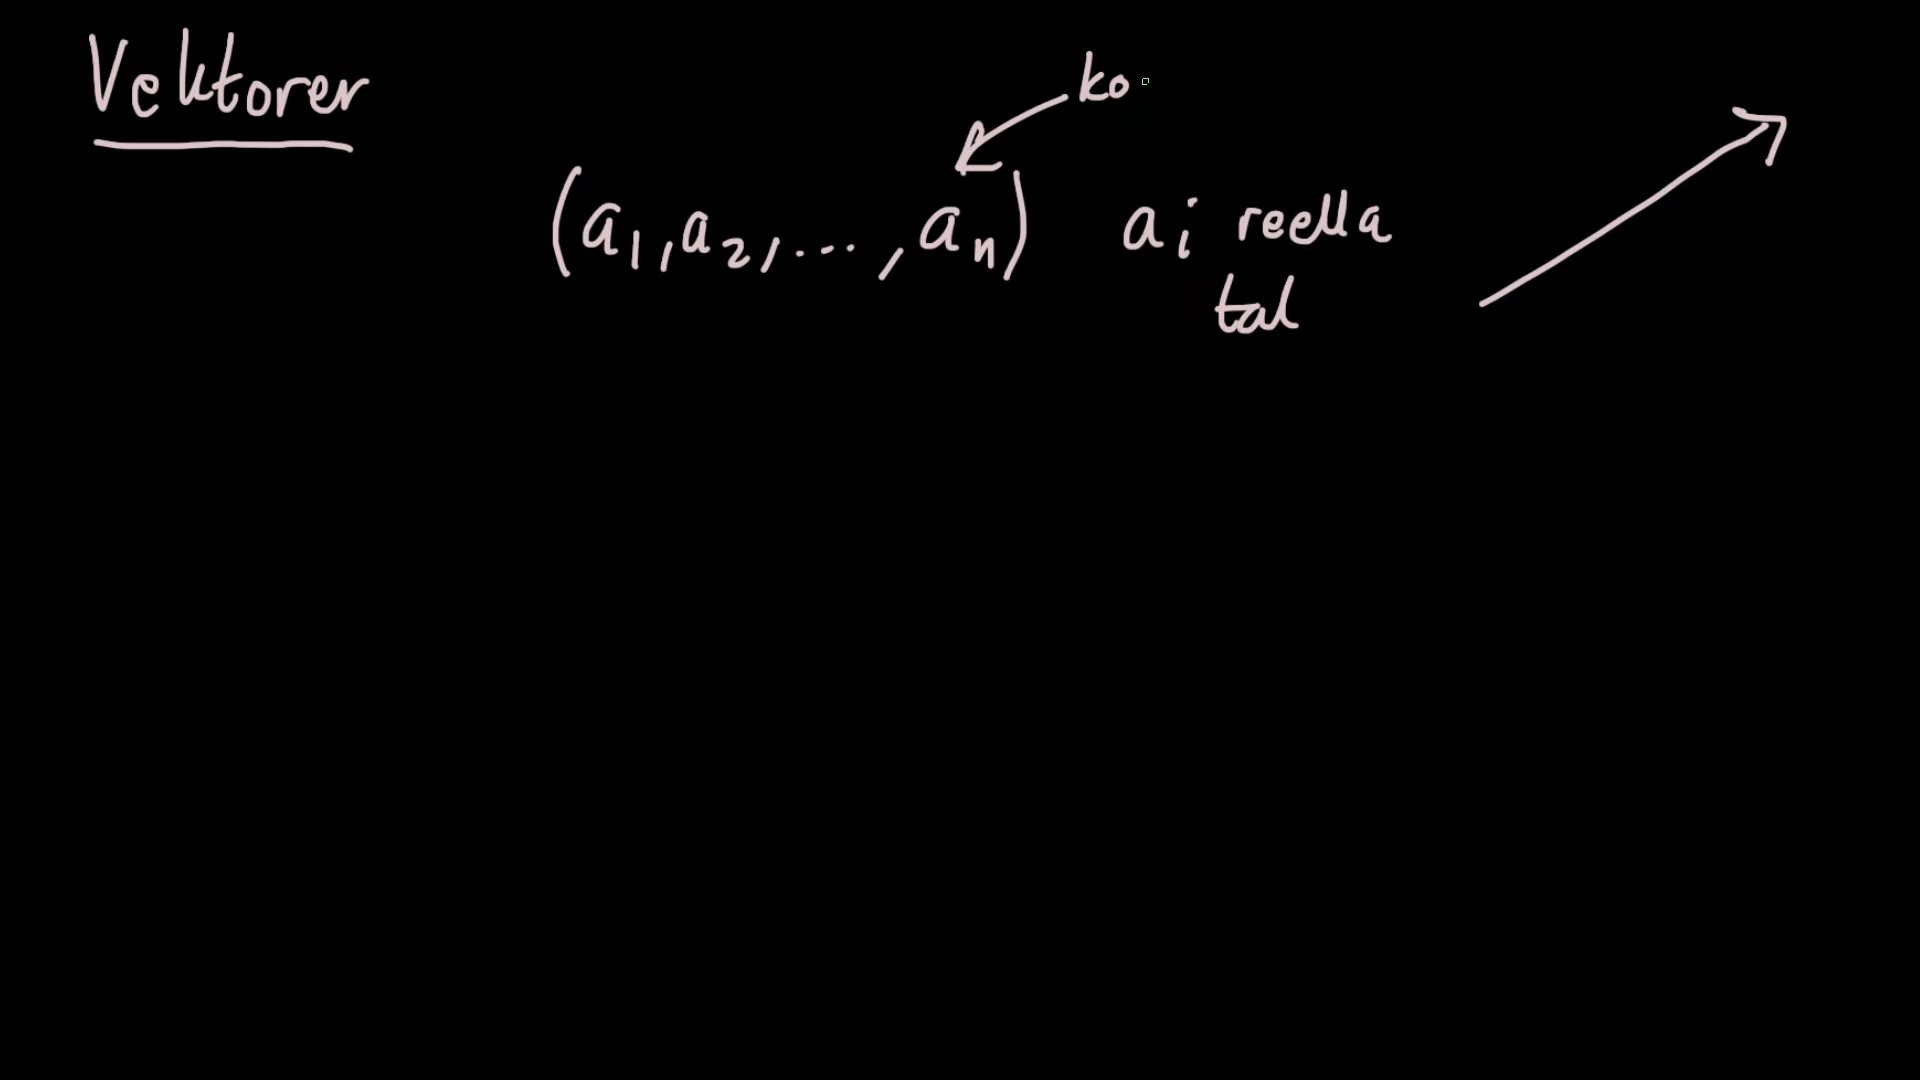 Vektorer
ko
(a₁, a₂, ..., aₙ) aᵢ reella
tal